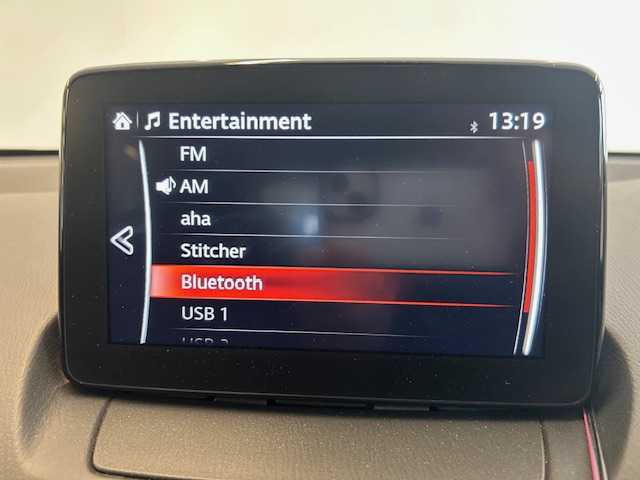 Entertainment 13:19
FM
AM
aha
Stitcher
Bluetooth
USB 1